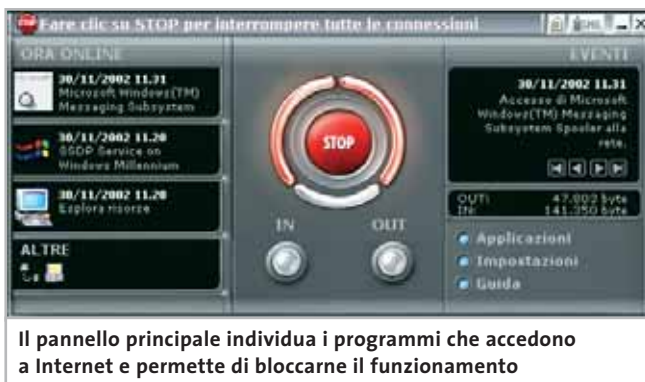 STOP Fare clic su STOP per interrompere tutte le connessioni
ORA ONLINE
30/11/2002 11.31
Microsoft Windows(TM)
Messaging Subsystem
30/11/2002 11.20
SSDP Service on
Windows Millennium
30/11/2002 11.20
Esplora risorse
ALTRE
STOP
IN
OUT
EVENTI
30/11/2002 11.31
Accesso di Microsoft
Windows(TM) Messaging
Subsystem Spooler alla
rete.
OUT: 47.802 byte
IN: 141.350 byte
Applicazioni
Impostazioni
Guida
Il pannello principale individua i programmi che accedono
a Internet e permette di bloccarne il funzionamento